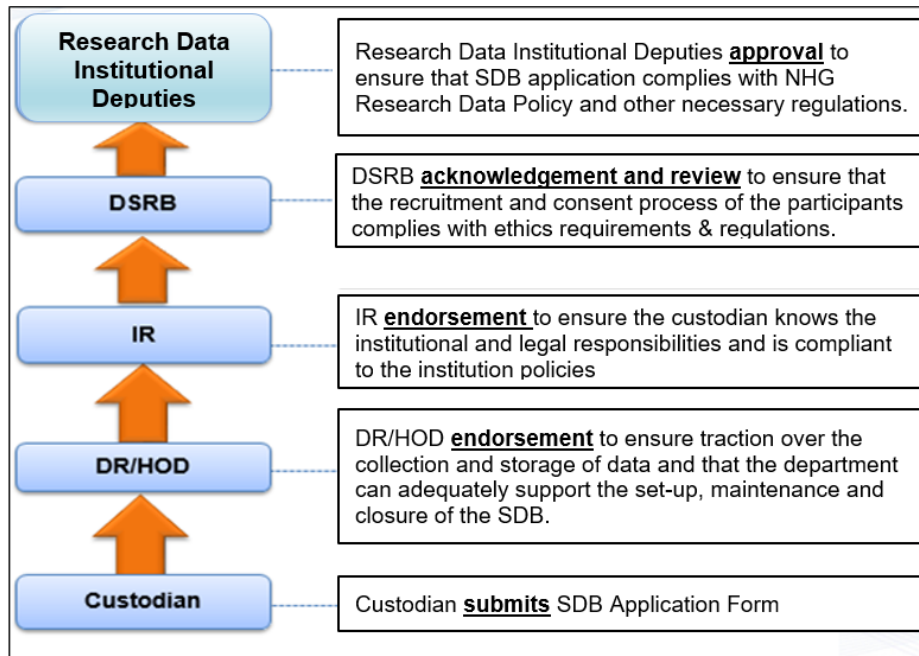 Research Data
Institutional
Deputies
Research Data Institutional Deputies approval to
ensure that SDB application complies with NHG
Research Data Policy and other necessary regulations.
DSRB
DSRB acknowledgement and review to ensure that
the recruitment and consent process of the participants
complies with ethics requirements & regulations.
IR
IR endorsement to ensure the custodian knows the
institutional and legal responsibilities and is compliant
to the institution policies
DR/HOD
DR/HOD endorsement to ensure traction over the
collection and storage of data and that the department
can adequately support the set-up, maintenance and
closure of the SDB.
Custodian
Custodian submits SDB Application Form